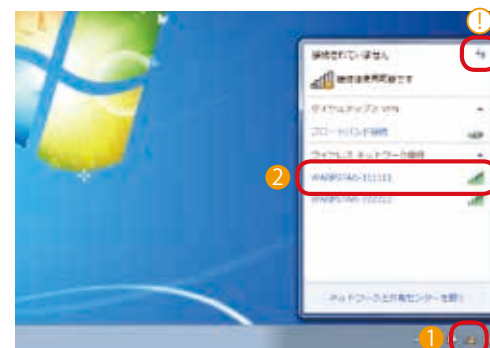 !
接続されていません
接続は使用可能です
ダイヤルアップと VPN
ブロードバンド接続
ワイヤレス ネットワーク接続
2
ネットワークと共有センターを開く
1